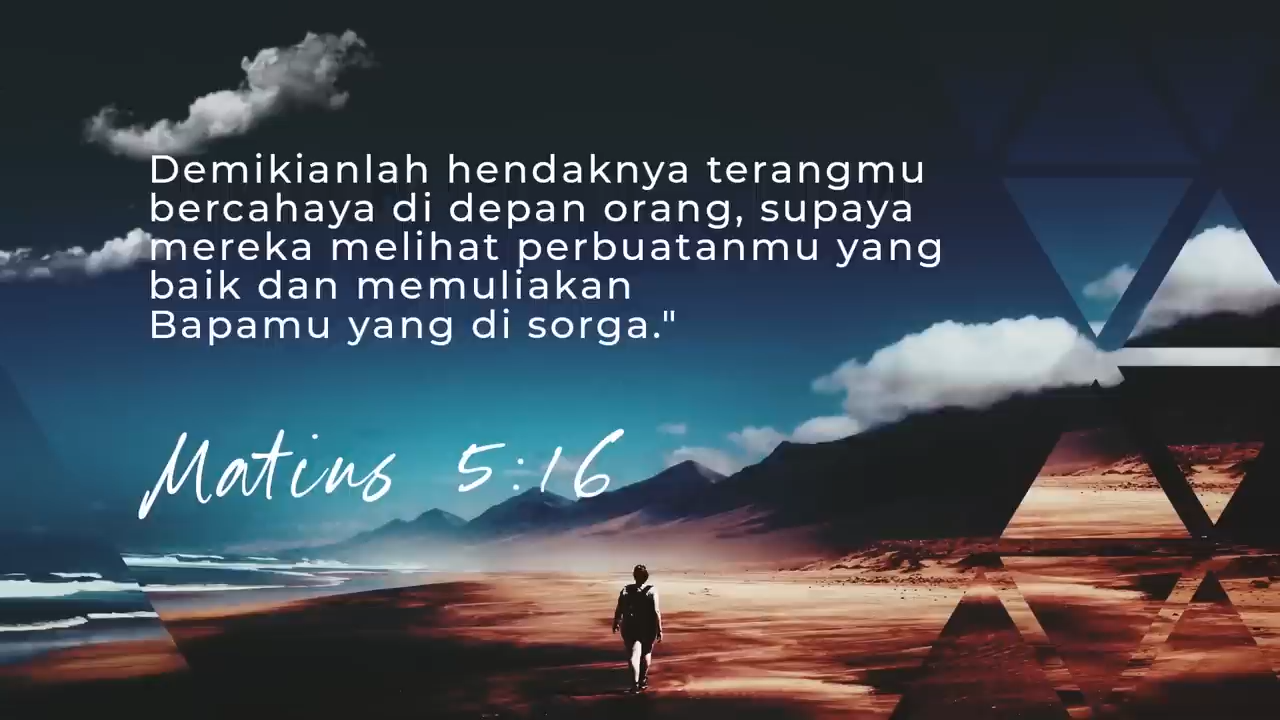 Demikianlah hendaknya terangmu
bercahaya di depan orang, supaya
mereka melihat perbuatanmu yang
baik dan memuliakan
Bapamu yang di sorga."
Matius 5:16